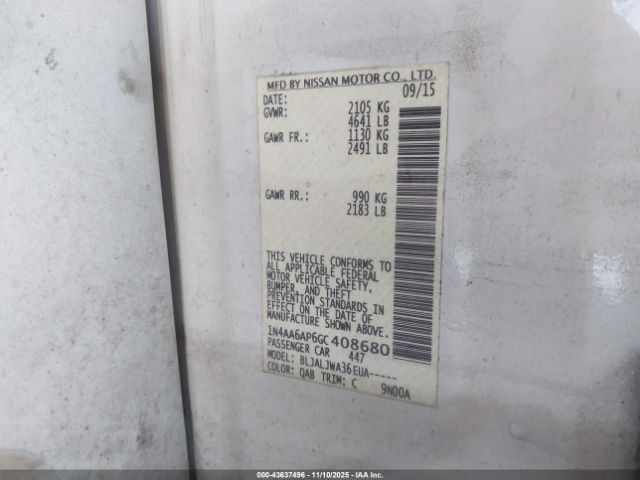 MFD BY NISSAN MOTOR CO., LTD.
DATE: 09/15
GVWR: 2105 KG
4641 LB
GAWR FR.: 1130 KG
2491 LB
GAWR RR.: 990 KG
2183 LB
THIS VEHICLE CONFORMS TO
ALL APPLICABLE FEDERAL
MOTOR VEHICLE SAFETY,
BUMPER, AND THEFT
PREVENTION STANDARDS IN
EFFECT ON THE DATE OF
MANUFACTURE SHOWN ABOVE.
1N4AA6AP6GC408680
PASSENGER CAR 447
MODEL: BLJALJWA36EUA-----
COLOR: QAB TRIM: C 9N00A
000-43637496 - 11/10/2025 - IAA Inc.